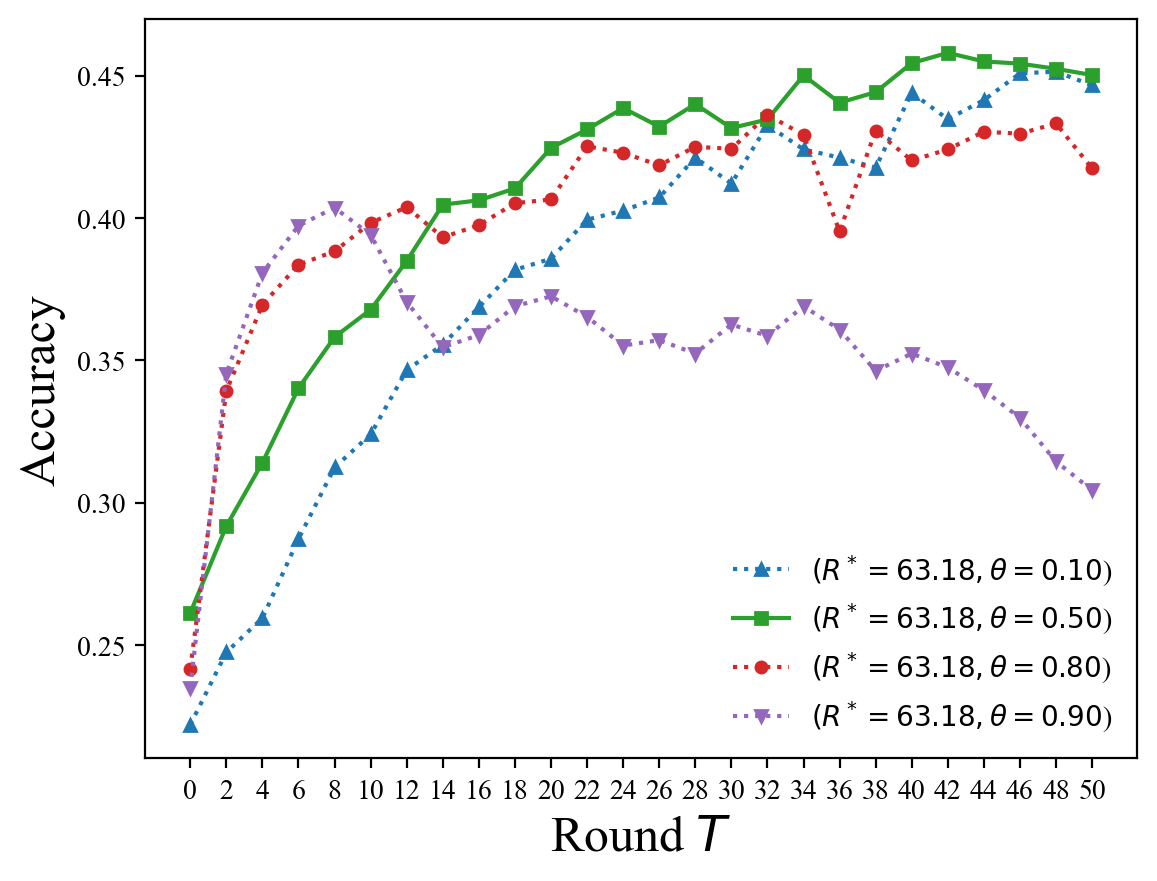 0.45
0.40
0.35
0.30
0.25
Accuracy
(R* = 63.18, θ = 0.10)
(R* = 63.18, θ = 0.50)
(R* = 63.18, θ = 0.80)
(R* = 63.18, θ = 0.90)
0 2 4 6 8 10 12 14 16 18 20 22 24 26 28 30 32 34 36 38 40 42 44 46 48 50
Round T